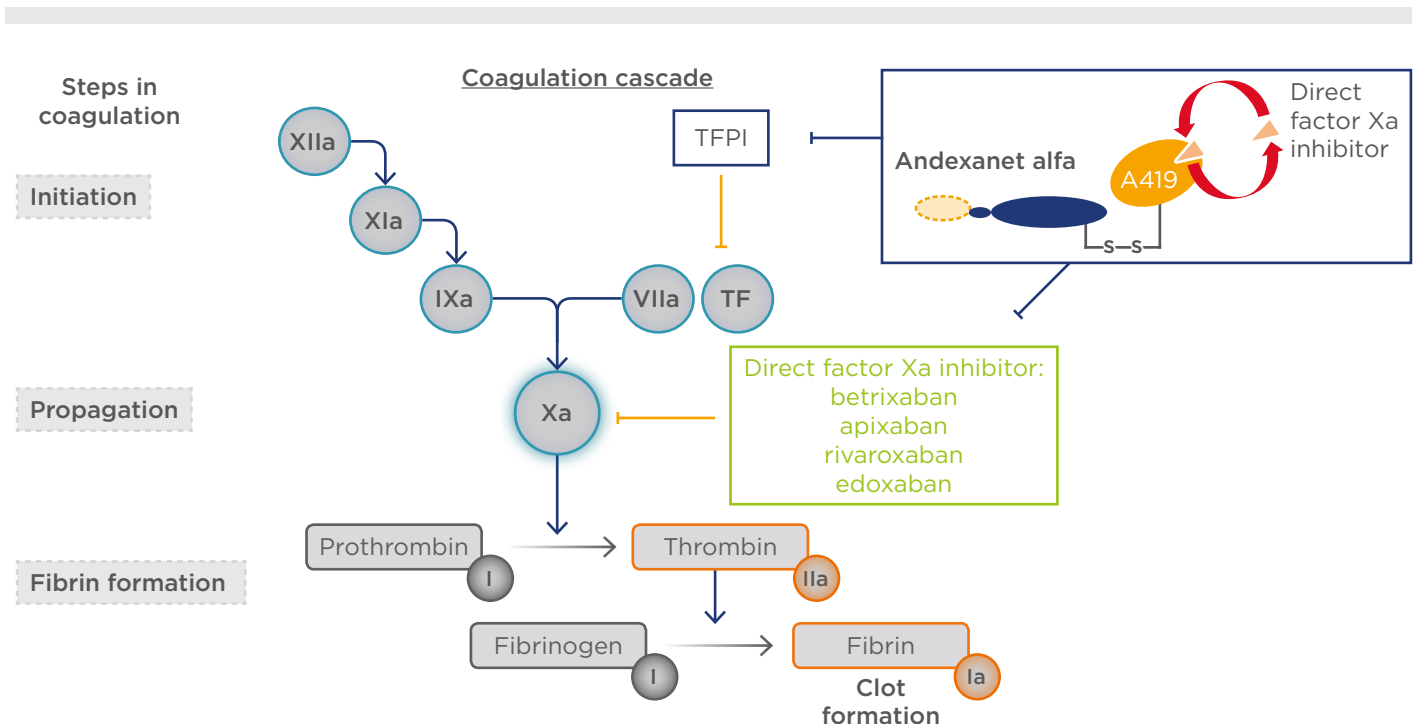 Steps in
coagulation
Coagulation cascade
XIIa
TFPI
Andexanet alfa
A419
Direct
factor Xa
inhibitor
Initiation
XIa
S–S
IXa
VIIa
TF
Propagation
Xa
Direct factor Xa inhibitor:
betrixaban
apixaban
rivaroxaban
edoxaban
Fibrin formation
Prothrombin
I
Thrombin
IIa
Fibrinogen
I
Fibrin
Ia
Clot
formation